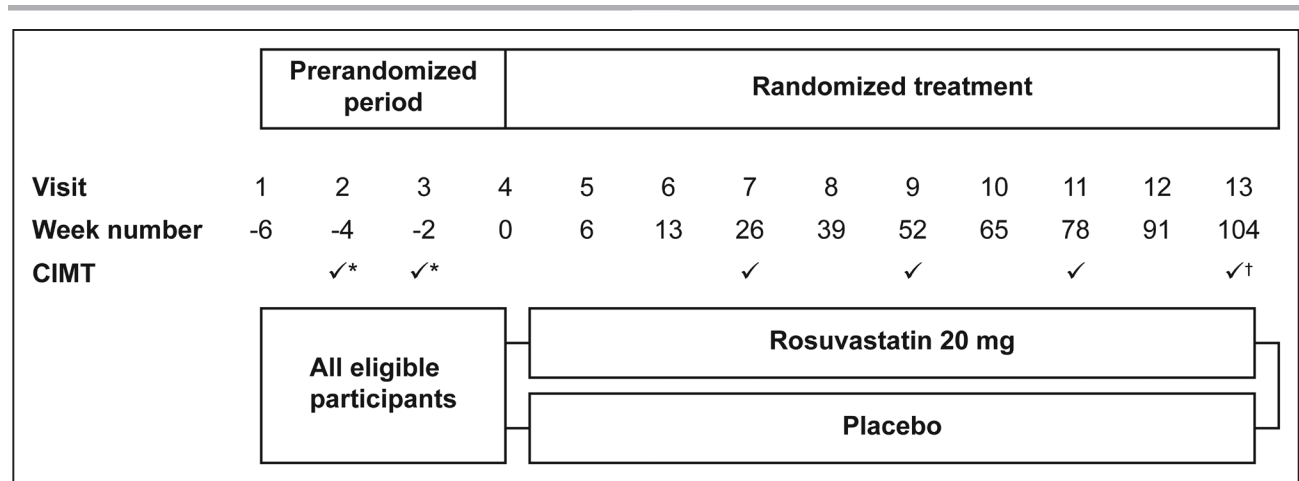 Prerandomized
period
Randomized treatment
Visit 1 2 3 4 5 6 7 8 9 10 11 12 13
Week number -6 -4 -2 0 6 13 26 39 52 65 78 91 104
CIMT ✓* ✓* ✓ ✓ ✓ ✓†
All eligible
participants
Rosuvastatin 20 mg
Placebo